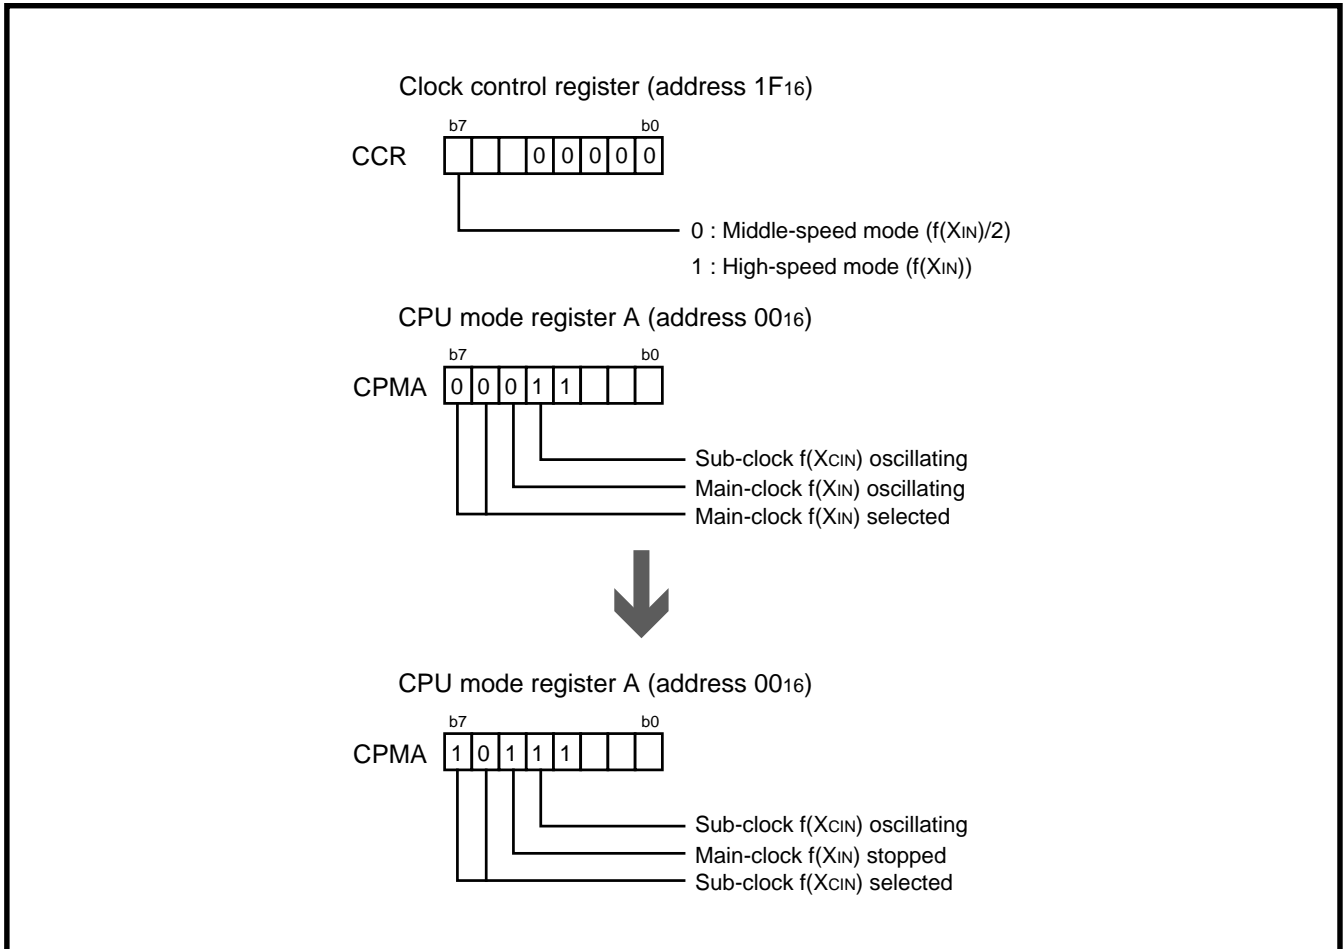 Clock control register (address 1F16)
b7 b0
CCR 0 0 0 0 0
0 : Middle-speed mode (f(XIN)/2)
1 : High-speed mode (f(XIN))
CPU mode register A (address 0016)
b7 b0
CPMA 0 0 0 1 1
Sub-clock f(XCIN) oscillating
Main-clock f(XIN) oscillating
Main-clock f(XIN) selected
CPU mode register A (address 0016)
b7 b0
CPMA 1 0 1 1 1
Sub-clock f(XCIN) oscillating
Main-clock f(XIN) stopped
Sub-clock f(XCIN) selected